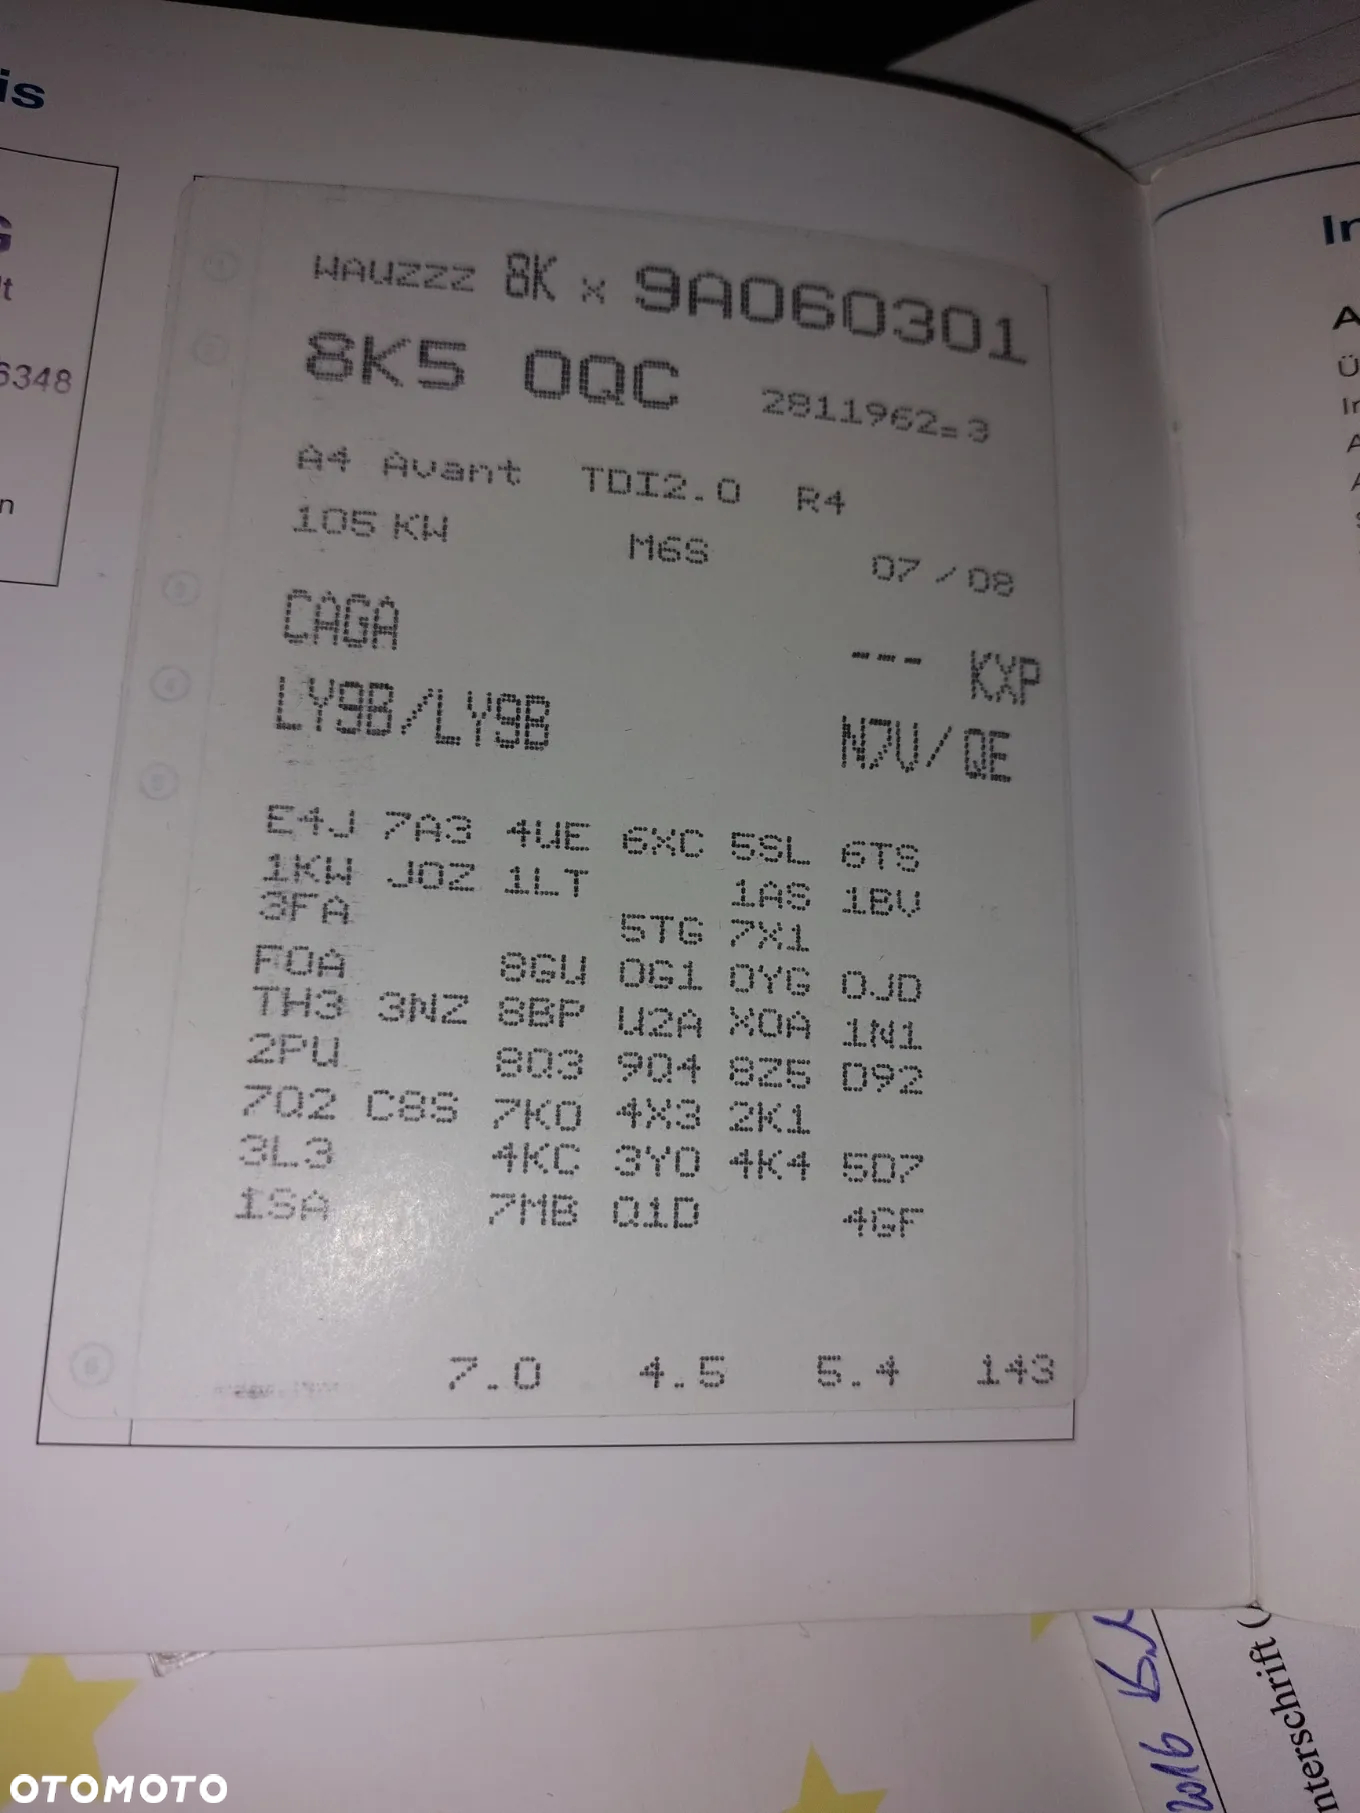 is
G
lt
6348
n
WAUZZZ 8K x 9A060301
8K5 0QC 2811962=3
A4 Avant TDI2.0 R4
105 KW M6S 07/08
CAGA --- KXP
LY9B/LY9B N7U/QE
E4J 7A3 4UE 6XC 5SL 6TS
1KW J0Z 1LT 1AS 1BV
3FA 5TG 7X1
F0A 8GU 0G1 0YG 0JD
TH3 3NZ 8BP U2A X0A 1N1
2PU 8Q3 9Q4 8Z5 D92
7Q2 C8S 7K0 4X3 2K1
3L3 4KC 3Y0 4K4 5D7
1SA 7MB Q1D 4GF
7.0 4.5 5.4 143
In
A
Ü
In
A
A
nterschrift (
OTOMOTO